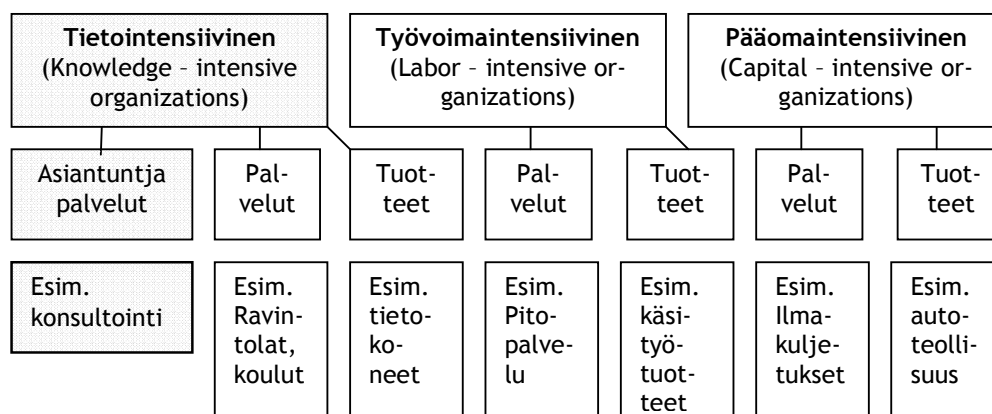 Tietointensiivinen
(Knowledge – intensive
organizations)
Työvoimaintensiivinen
(Labor – intensive or-
ganizations)
Pääomaintensiivinen
(Capital – intensive or-
ganizations)
Asiantuntja
palvelut
Pal-
velut
Tuot-
teet
Pal-
velut
Tuot-
teet
Pal-
velut
Tuot-
teet
Esim.
konsultointi
Esim.
Ravin-
tolat,
koulut
Esim.
tieto-
ko-
neet
Esim.
Pito-
palve-
lu
Esim.
käsi-
työ-
tuot-
teet
Esim.
Ilma-
kulje-
tukset
Esim.
auto-
teolli-
suus